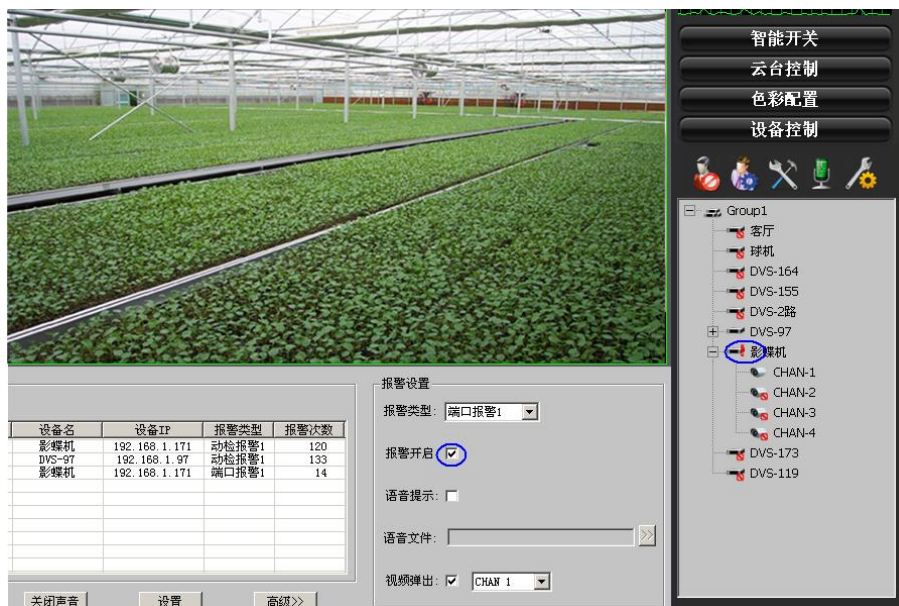 智能开关
云台控制
色彩配置
设备控制
Group1
客厅
球机
DVS-164
DVS-155
DVS-2路
DVS-97
影蝶机
CHAN-1
CHAN-2
CHAN-3
CHAN-4
DVS-173
DVS-119
设备名 设备IP 报警类型 报警次数
影蝶机 192.168.1.171 动检报警1 120
DVS-97 192.168.1.97 动检报警1 133
影蝶机 192.168.1.171 端口报警1 14
关闭声音 设置 高级>>
报警设置
报警类型: 端口报警1
报警开启
语音提示:
语音文件: >>
视频弹出: CHAN 1